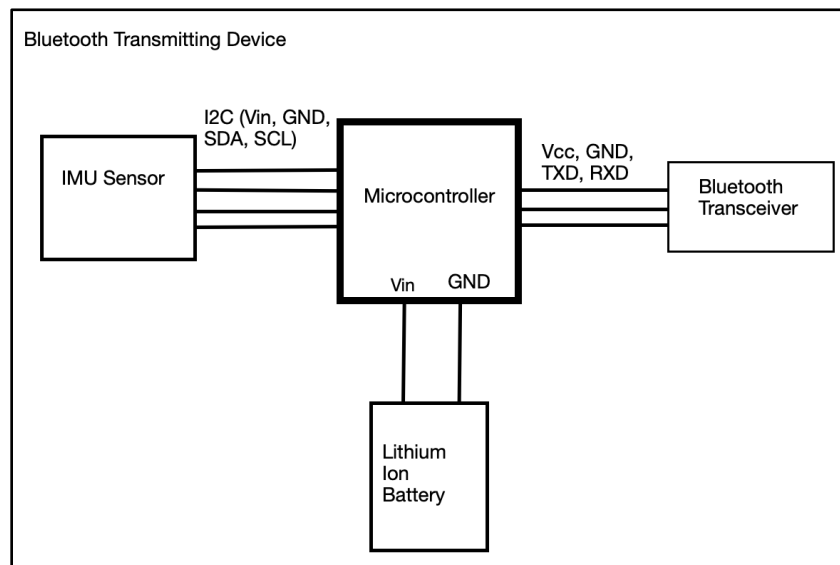 Bluetooth Transmitting Device
I2C (Vin, GND,
SDA, SCL)
IMU Sensor
Microcontroller
Vcc, GND,
TXD, RXD
Bluetooth
Transceiver
Vin
GND
Lithium
Ion
Battery